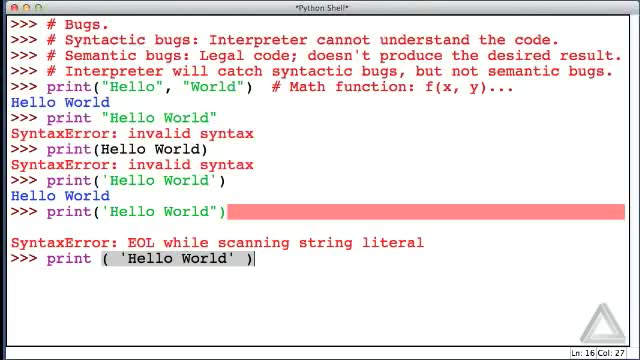 *Python Shell*
>>> # Bugs.
>>> # Syntactic bugs: Interpreter cannot understand the code.
>>> # Semantic bugs: Legal code; doesn't produce the desired result.
>>> # Interpreter will catch syntactic bugs, but not semantic bugs.
>>> print("Hello", "World")  # Math function: f(x, y)...
Hello World
>>> print "Hello World"
SyntaxError: invalid syntax
>>> print(Hello World)
SyntaxError: invalid syntax
>>> print('Hello World')
Hello World
>>> print('Hello World")
SyntaxError: EOL while scanning string literal
>>> print ( 'Hello World' )
Ln: 16 Col: 27